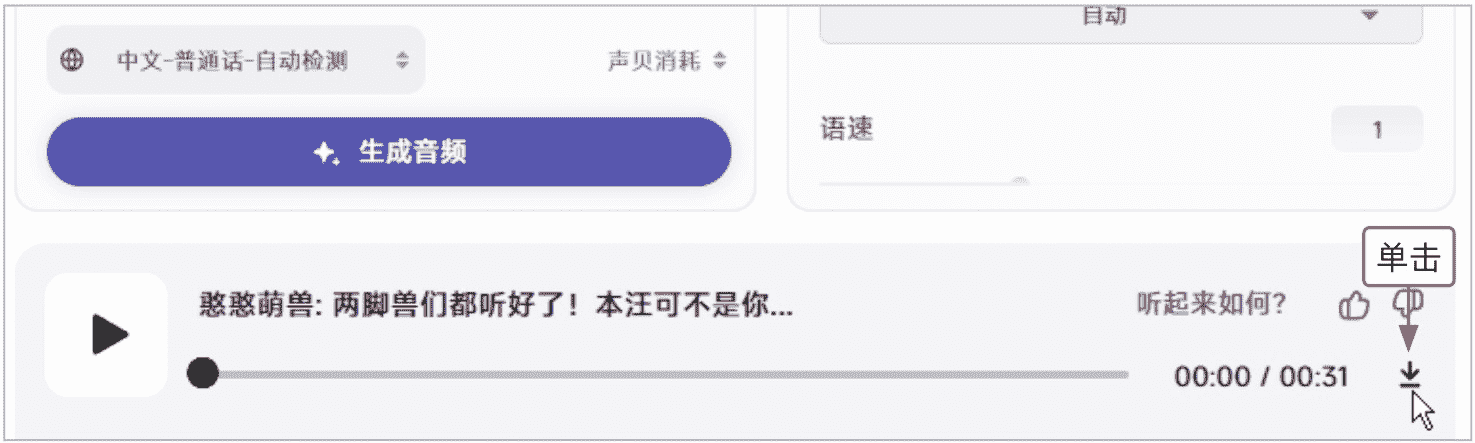 自动
中文-普通话-自动检测
声贝消耗
生成音频
语速
1
单击
憨憨萌兽: 两脚兽们都听好了！本汪可不是你...
听起来如何?
00:00 / 00:31